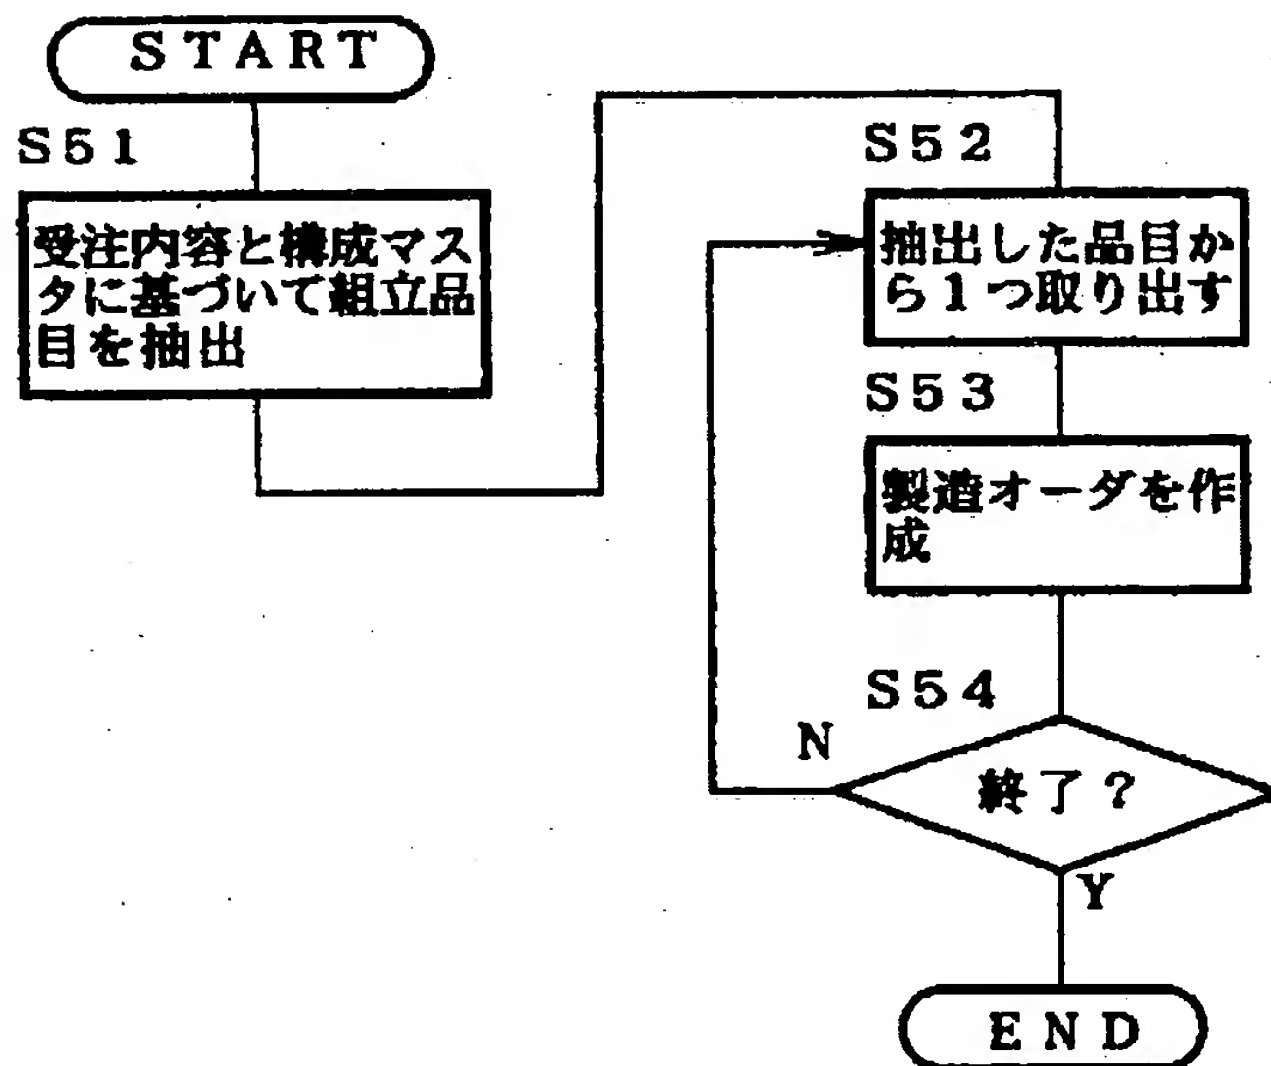 START
S51
受注内容と構成マス
タに基づいて組立品
目を抽出
S52
抽出した品目か
ら1つ取り出す
S53
製造オーダを作
成
S54
N
終了?
Y
END